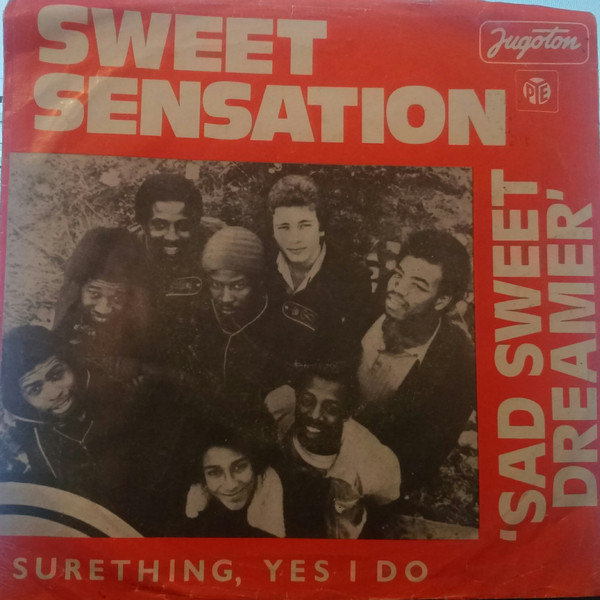 SWEET
SENSATION
Jugoton
PYE
'SAD SWEET
DREAMER'
SURETHING, YES I DO